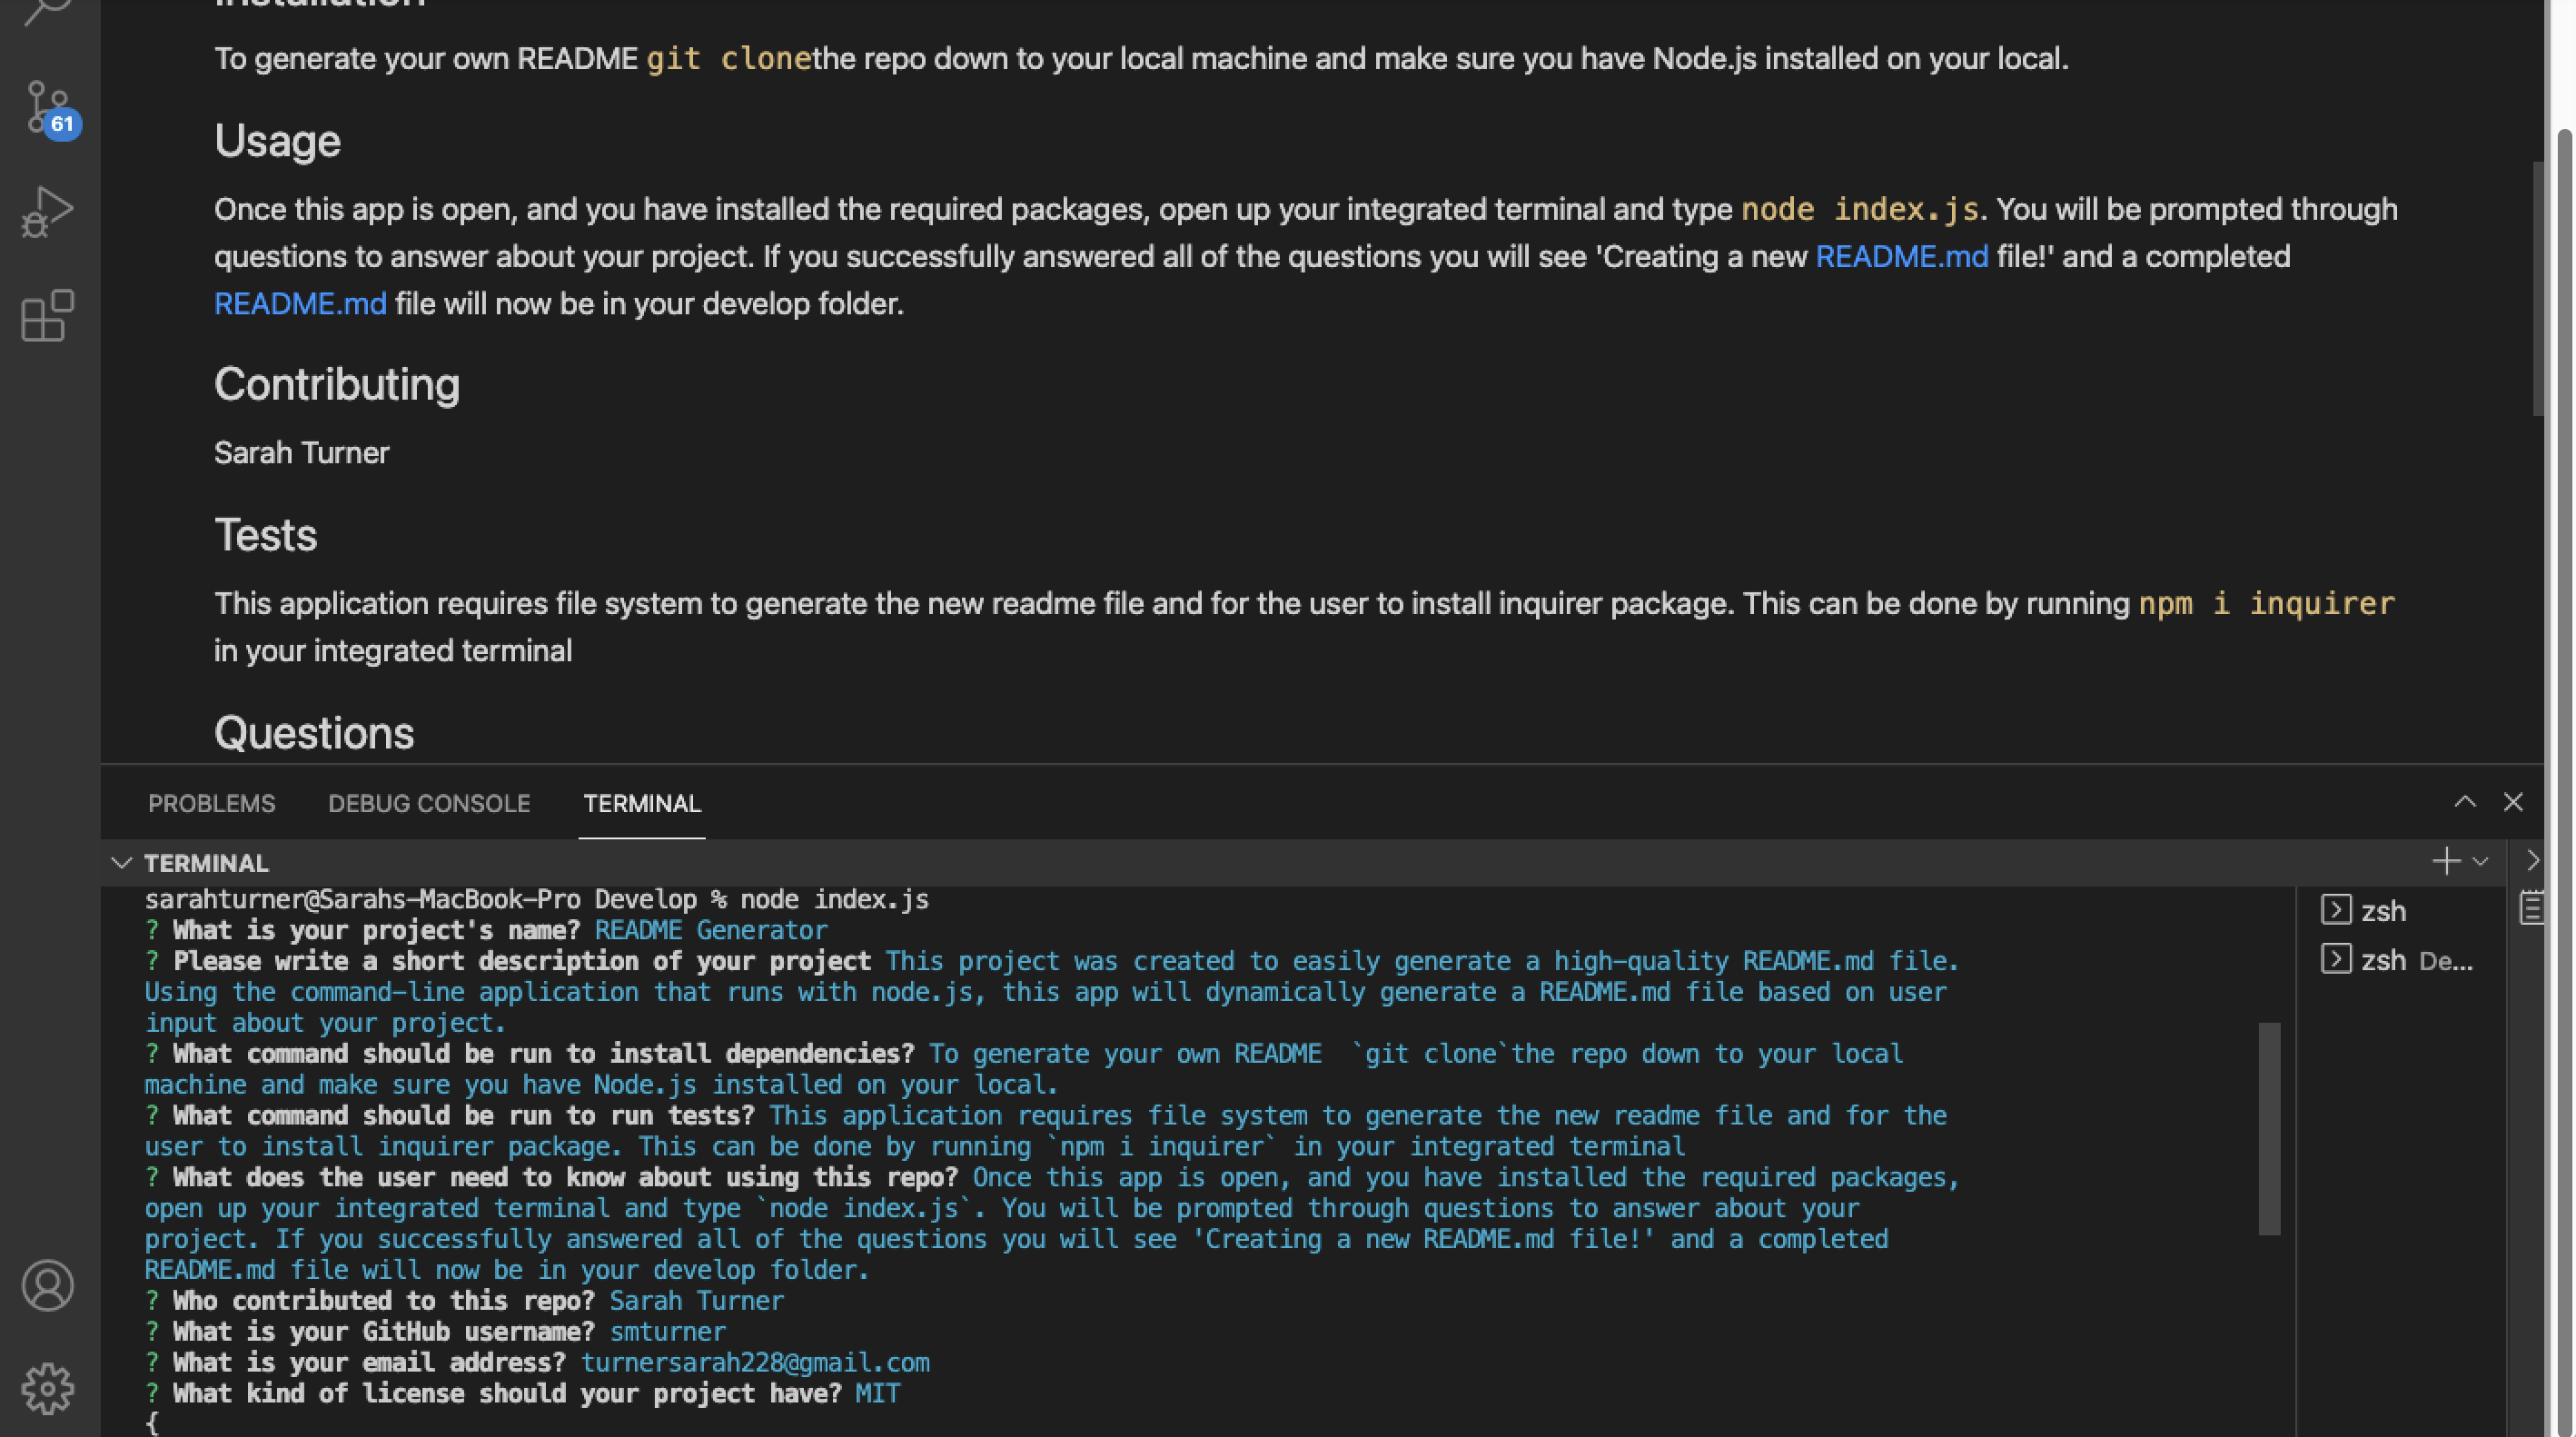 Installation
To generate your own README git clonethe repo down to your local machine and make sure you have Node.js installed on your local.
61
Usage
Once this app is open, and you have installed the required packages, open up your integrated terminal and type node index.js. You will be prompted through
questions to answer about your project. If you successfully answered all of the questions you will see 'Creating a new README.md file!' and a completed
README.md file will now be in your develop folder.
Contributing
Sarah Turner
Tests
This application requires file system to generate the new readme file and for the user to install inquirer package. This can be done by running npm i inquirer
in your integrated terminal
Questions
PROBLEMS DEBUG CONSOLE TERMINAL
TERMINAL
sarahturner@Sarahs-MacBook-Pro Develop % node index.js
? What is your project's name? README Generator
? Please write a short description of your project This project was created to easily generate a high-quality README.md file.
Using the command-line application that runs with node.js, this app will dynamically generate a README.md file based on user
input about your project.
? What command should be run to install dependencies? To generate your own README  `git clone`the repo down to your local
machine and make sure you have Node.js installed on your local.
? What command should be run to run tests? This application requires file system to generate the new readme file and for the
user to install inquirer package. This can be done by running `npm i inquirer` in your integrated terminal
? What does the user need to know about using this repo? Once this app is open, and you have installed the required packages,
open up your integrated terminal and type `node index.js`. You will be prompted through questions to answer about your
project. If you successfully answered all of the questions you will see 'Creating a new README.md file!' and a completed
README.md file will now be in your develop folder.
? Who contributed to this repo? Sarah Turner
? What is your GitHub username? smturner
? What is your email address? turnersarah228@gmail.com
? What kind of license should your project have? MIT
{
zsh
zsh De...